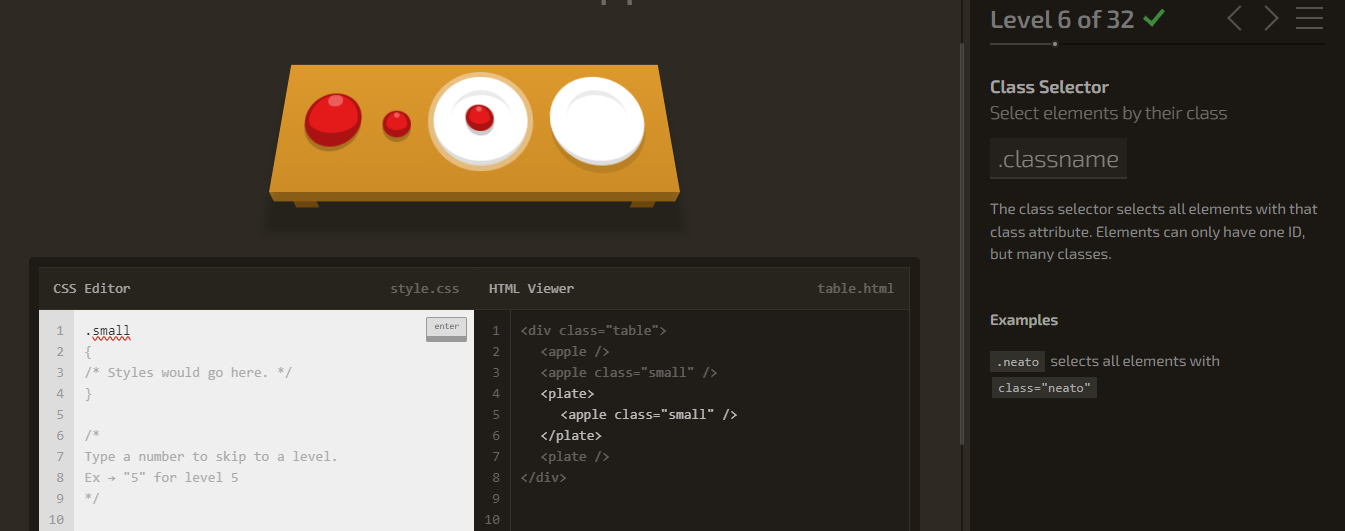 Level 6 of 32
Class Selector
Select elements by their class
.classname
The class selector selects all elements with that
class attribute. Elements can only have one ID,
but many classes.
Examples
.neato selects all elements with
class="neato"
CSS Editor style.css
1 .small enter
2 {
3 /* Styles would go here. */
4 }
5
6 /*
7 Type a number to skip to a level.
8 Ex → "5" for level 5
9 */
10
HTML Viewer table.html
1 <div class="table">
2 <apple />
3 <apple class="small" />
4 <plate>
5 <apple class="small" />
6 </plate>
7 <plate />
8 </div>
9
10